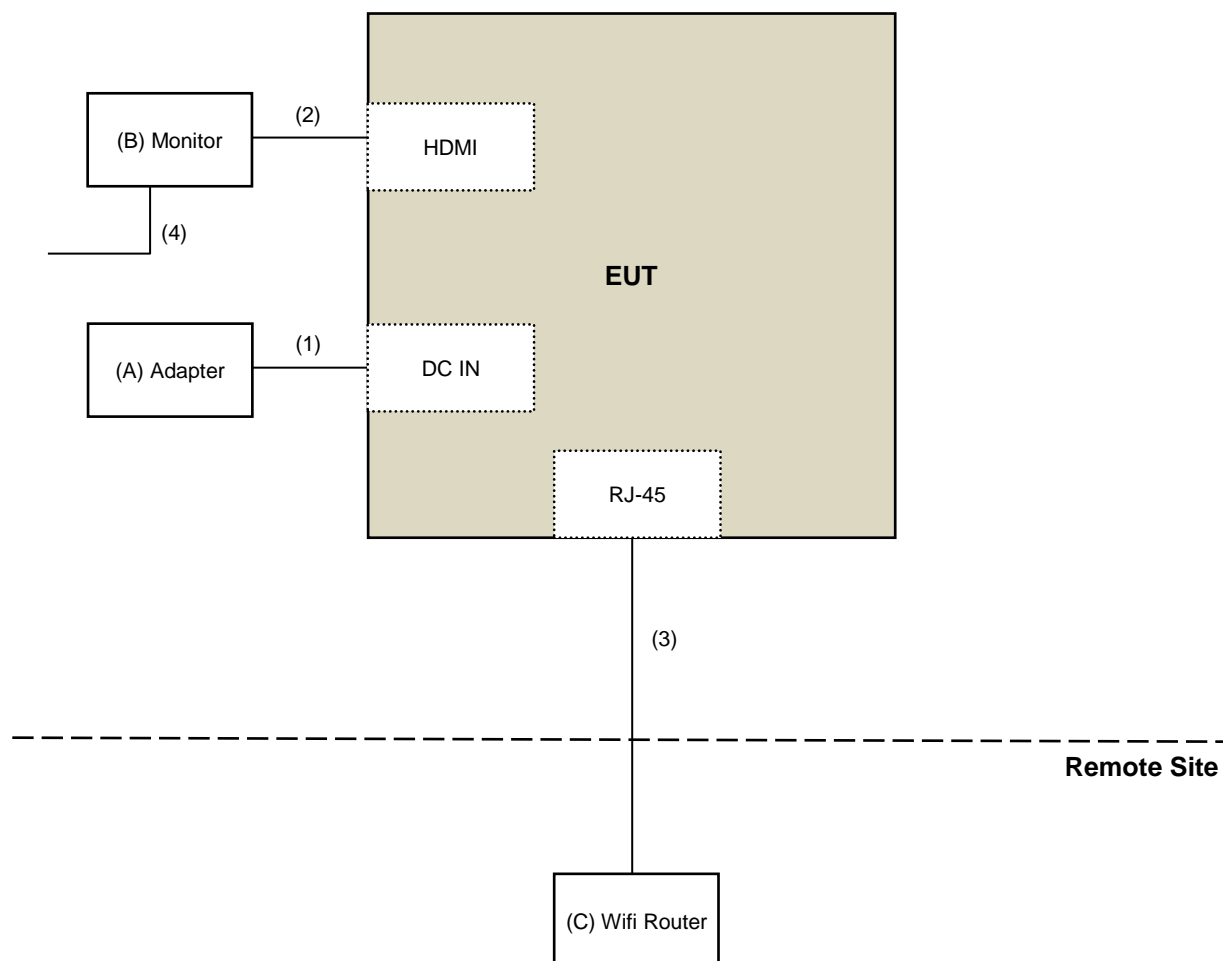 (2)
(B) Monitor
HDMI
(4)
EUT
(1)
(A) Adapter
DC IN
RJ-45
(3)
Remote Site
(C) Wifi Router